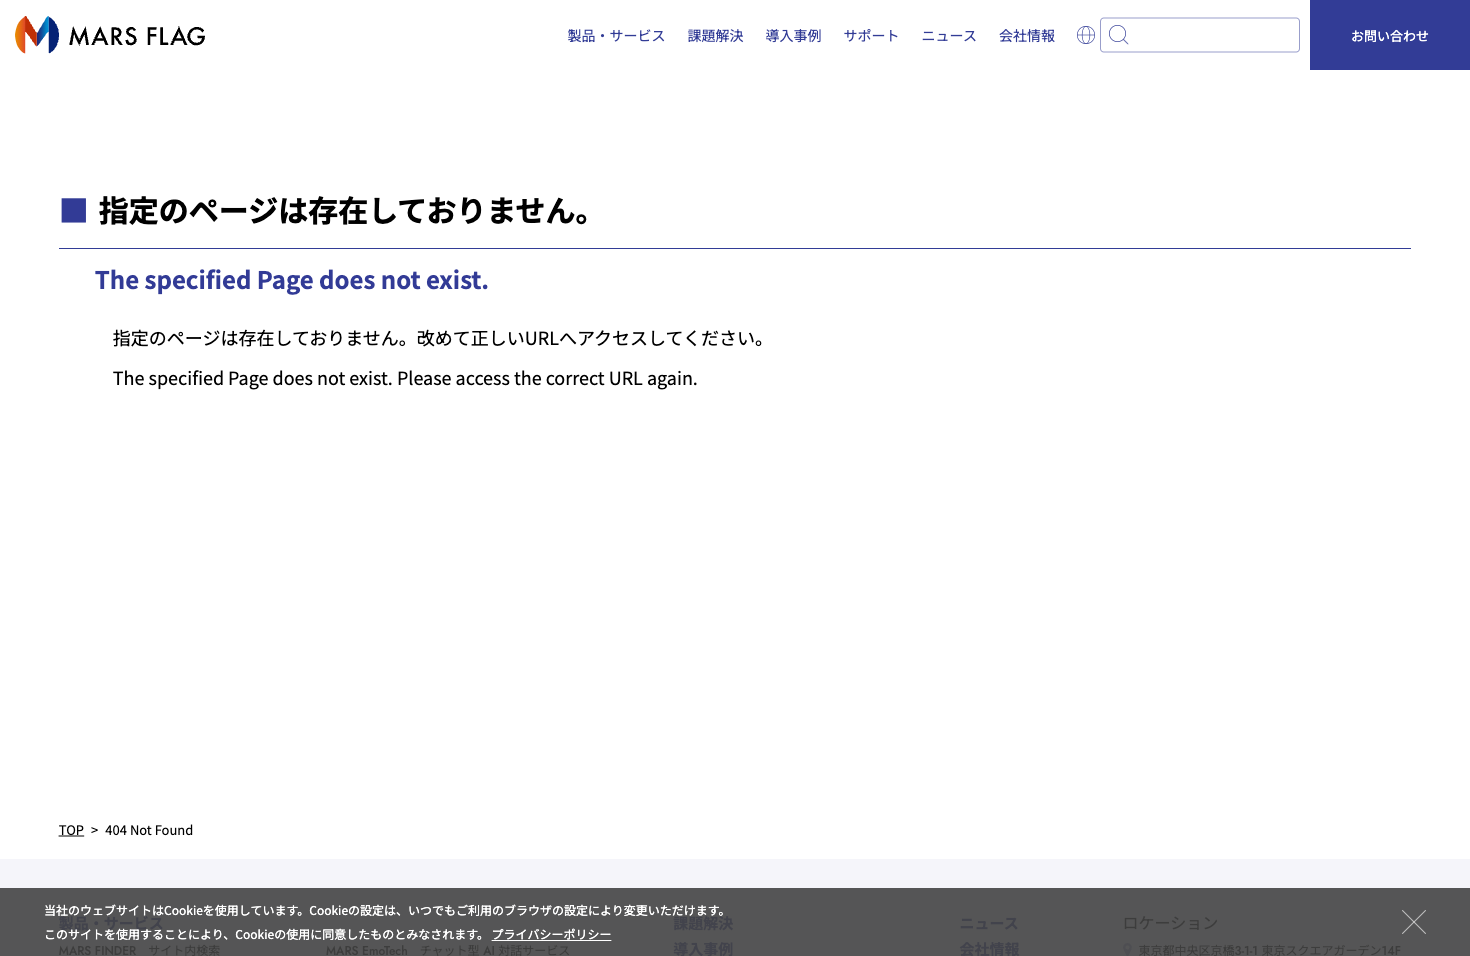 MARS FLAG
製品・サービス 課題解決 導入事例 サポート ニュース 会社情報 お問い合わせ
■ 指定のページは存在しておりません。
The specified Page does not exist.
指定のページは存在しておりません。改めて正しいURLへアクセスしてください。
The specified Page does not exist. Please access the correct URL again.
TOP > 404 Not Found
当社のウェブサイトはCookieを使用しています。Cookieの設定は、いつでもご利用のブラウザの設定により変更いただけます。
このサイトを使用することにより、Cookieの使用に同意したものとみなされます。 プライバシーポリシー
製品・サービス 課題解決 ニュース ロケーション
MARS FINDER サイト内検索 MARS EmoTech チャット型 AI 対話サービス 導入事例 会社情報 東京都中央区京橋3-1-1 東京スクエアガーデン14F